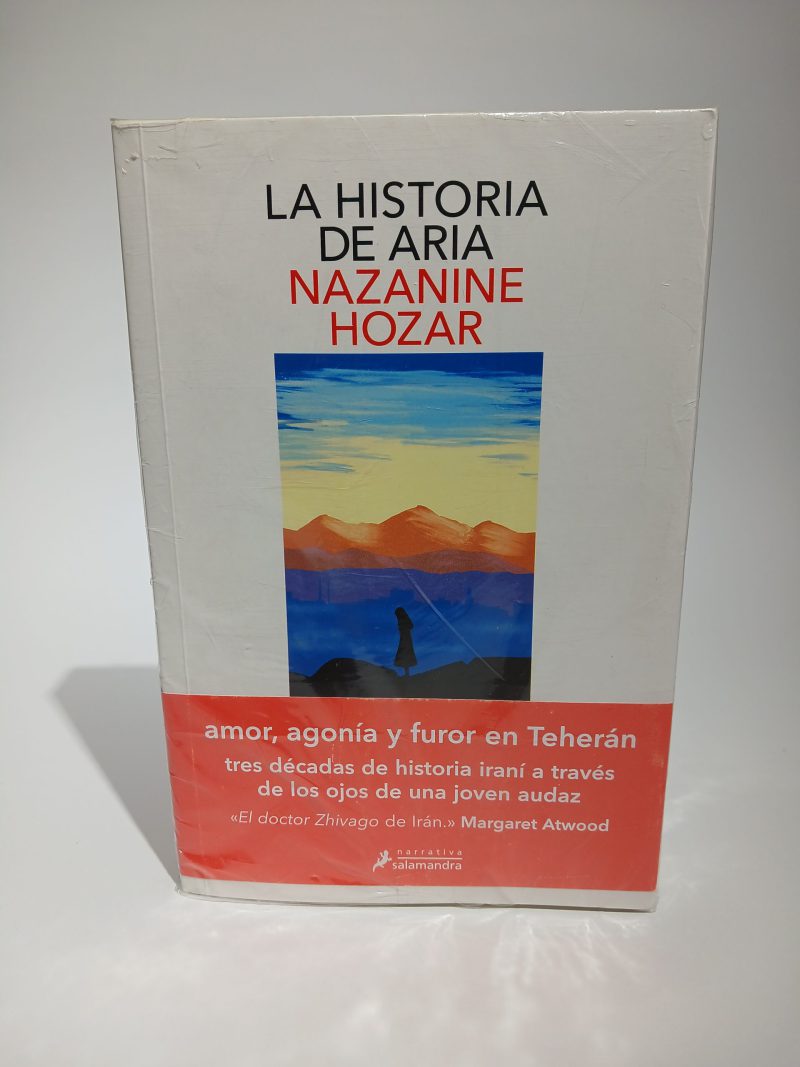 LA HISTORIA
DE ARIA
NAZANINE
HOZAR
amor, agonía y furor en Teherán
tres décadas de historia iraní a través
de los ojos de una joven audaz
«El doctor Zhivago de Irán.» Margaret Atwood
narrativa
salamandra